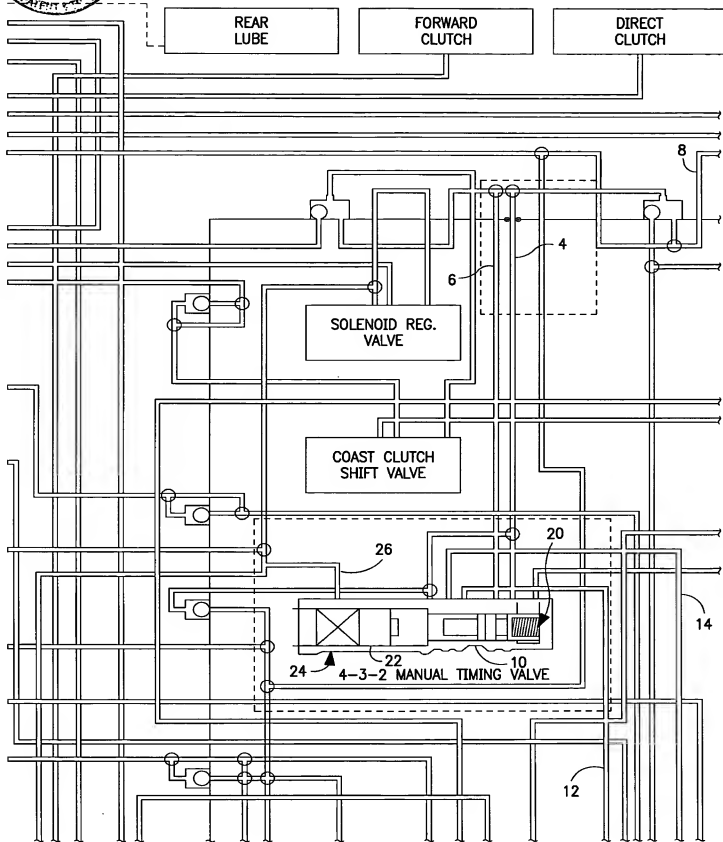 REAR
LUBE
FORWARD
CLUTCH
DIRECT
CLUTCH
8
6
4
SOLENOID REG.
VALVE
COAST CLUTCH
SHIFT VALVE
20
26
14
24
22
10
4-3-2 MANUAL TIMING VALVE
12